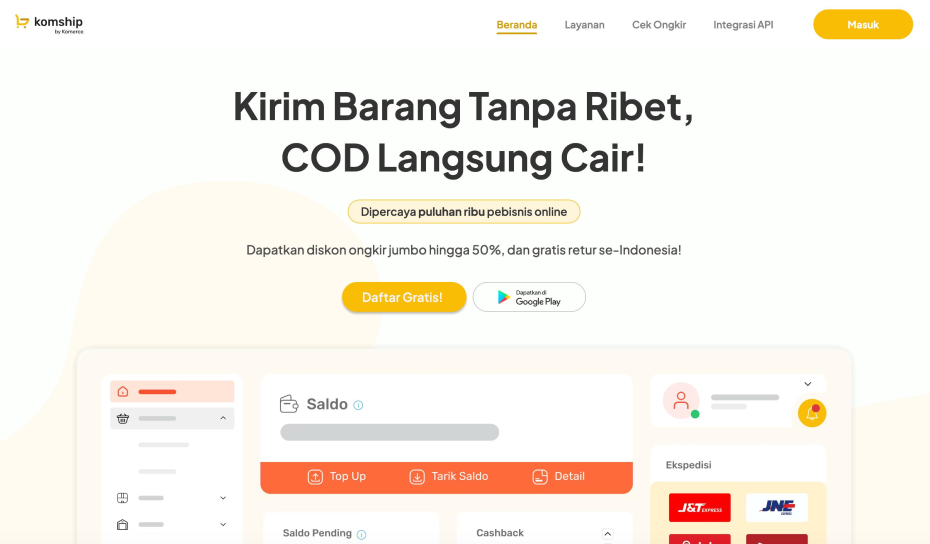 komship
by Komerce
Beranda
Layanan
Cek Ongkir
Integrasi API
Masuk
Kirim Barang Tanpa Ribet,
COD Langsung Cair!
Dipercaya puluhan ribu pebisnis online
Dapatkan diskon ongkir jumbo hingga 50%, dan gratis retur se-Indonesia!
Daftar Gratis!
Dapatkan di
Google Play
Saldo
Top Up
Tarik Saldo
Detail
Ekspedisi
J&T EXPRESS
JNE
EXPRESS
Saldo Pending
Cashback